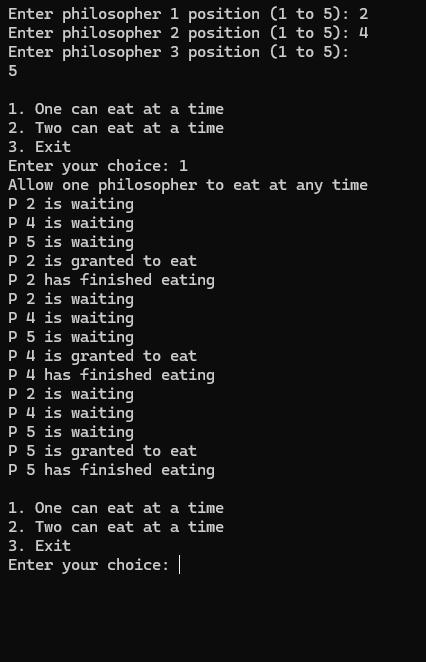 Enter philosopher 1 position (1 to 5): 2
Enter philosopher 2 position (1 to 5): 4
Enter philosopher 3 position (1 to 5):
5
1. One can eat at a time
2. Two can eat at a time
3. Exit
Enter your choice: 1
Allow one philosopher to eat at any time
P 2 is waiting
P 4 is waiting
P 5 is waiting
P 2 is granted to eat
P 2 has finished eating
P 2 is waiting
P 4 is waiting
P 5 is waiting
P 4 is granted to eat
P 4 has finished eating
P 2 is waiting
P 4 is waiting
P 5 is waiting
P 5 is granted to eat
P 5 has finished eating
1. One can eat at a time
2. Two can eat at a time
3. Exit
Enter your choice: